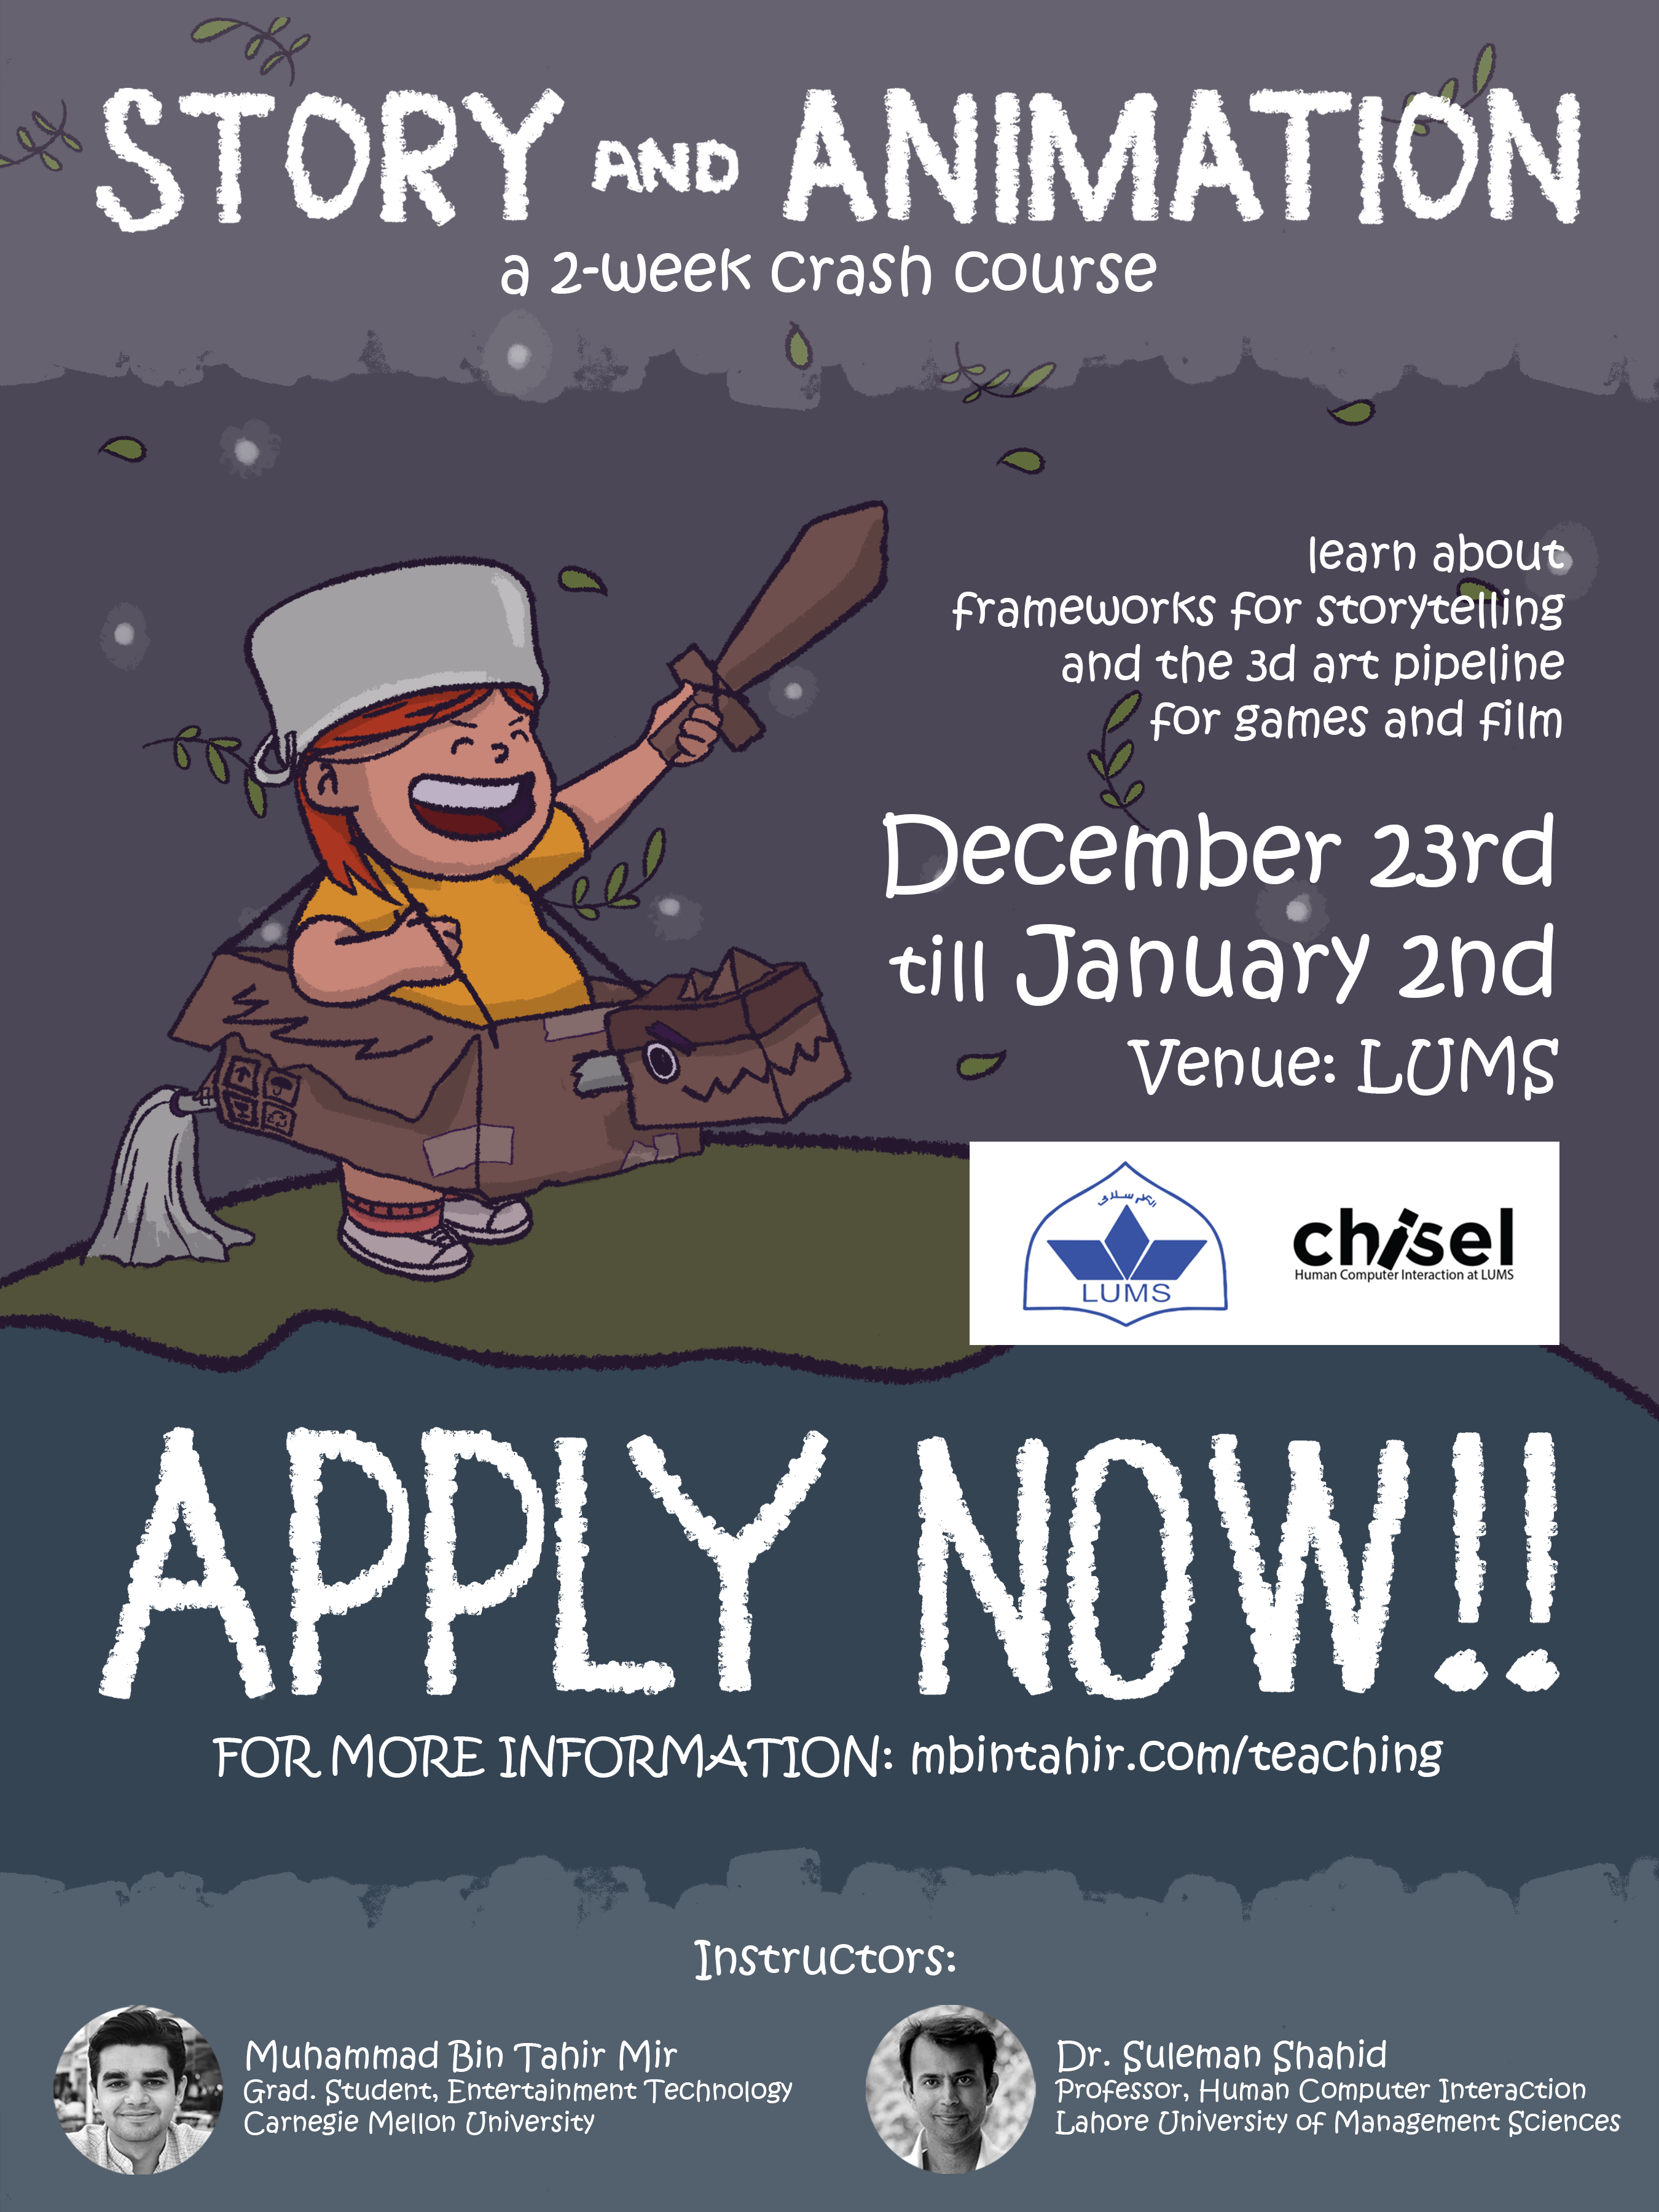 STORY AND ANIMATION
a 2-week crash course
learn about
frameworks for storytelling
and the 3d art pipeline
for games and film
December 23rd
till January 2nd
Venue: LUMS
LUMS
chisel
Human Computer Interaction at LUMS
APPLY NOW!!
FOR MORE INFORMATION: mbintahir.com/teaching
Instructors:
Muhammad Bin Tahir Mir
Grad. Student, Entertainment Technology
Carnegie Mellon University
Dr. Suleman Shahid
Professor, Human Computer Interaction
Lahore University of Management Sciences